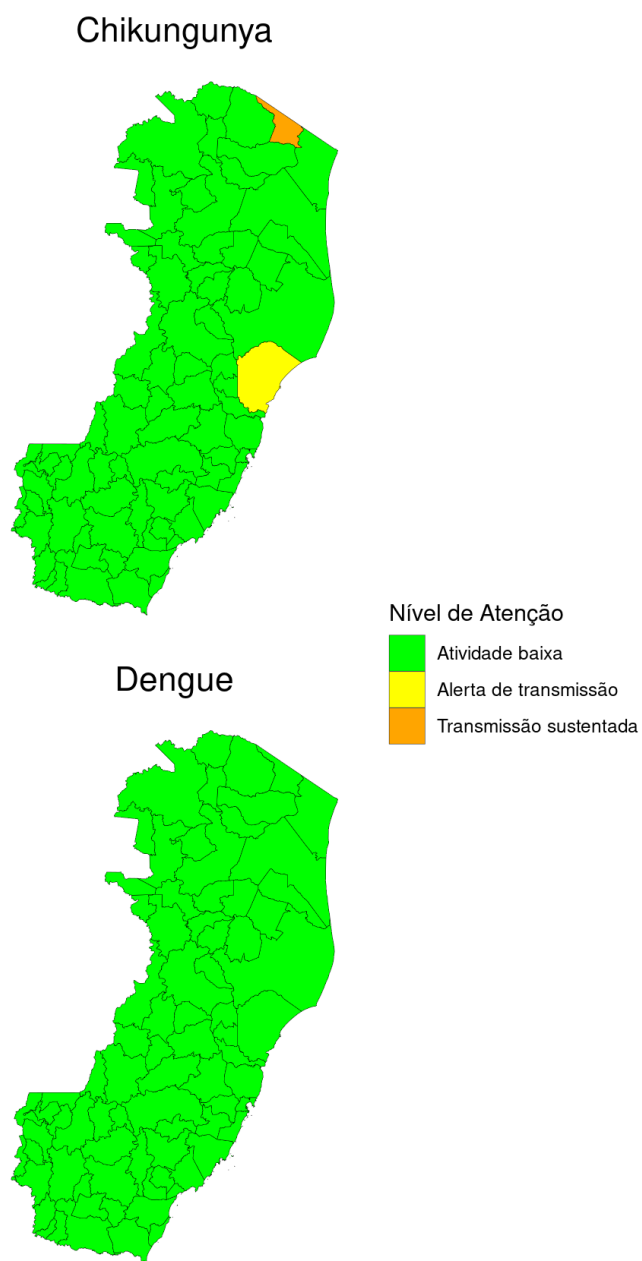 Chikungunya
Nível de Atenção
Atividade baixa
Alerta de transmissão
Transmissão sustentada
Dengue